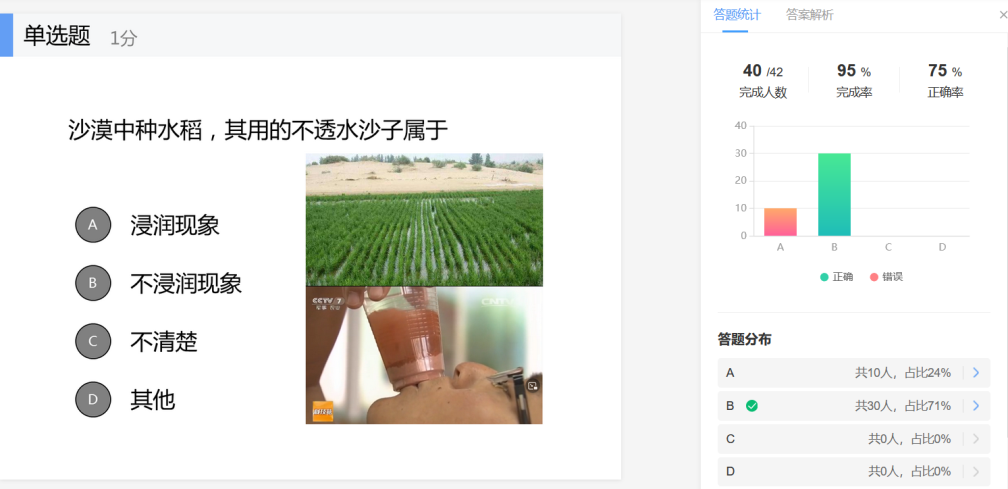 单选题 1分
沙漠中种水稻，其用的不透水沙子属于
A 浸润现象
B 不浸润现象
C 不清楚
D 其他
CCTV 7
CNTV
答题统计 答案解析 ×
40 /42 95 % 75 %
完成人数 完成率 正确率
40
30
20
10
0
A B C D
正确 错误
答题分布
A 共10人，占比24%
B 共30人，占比71%
C 共0人，占比0%
D 共0人，占比0%